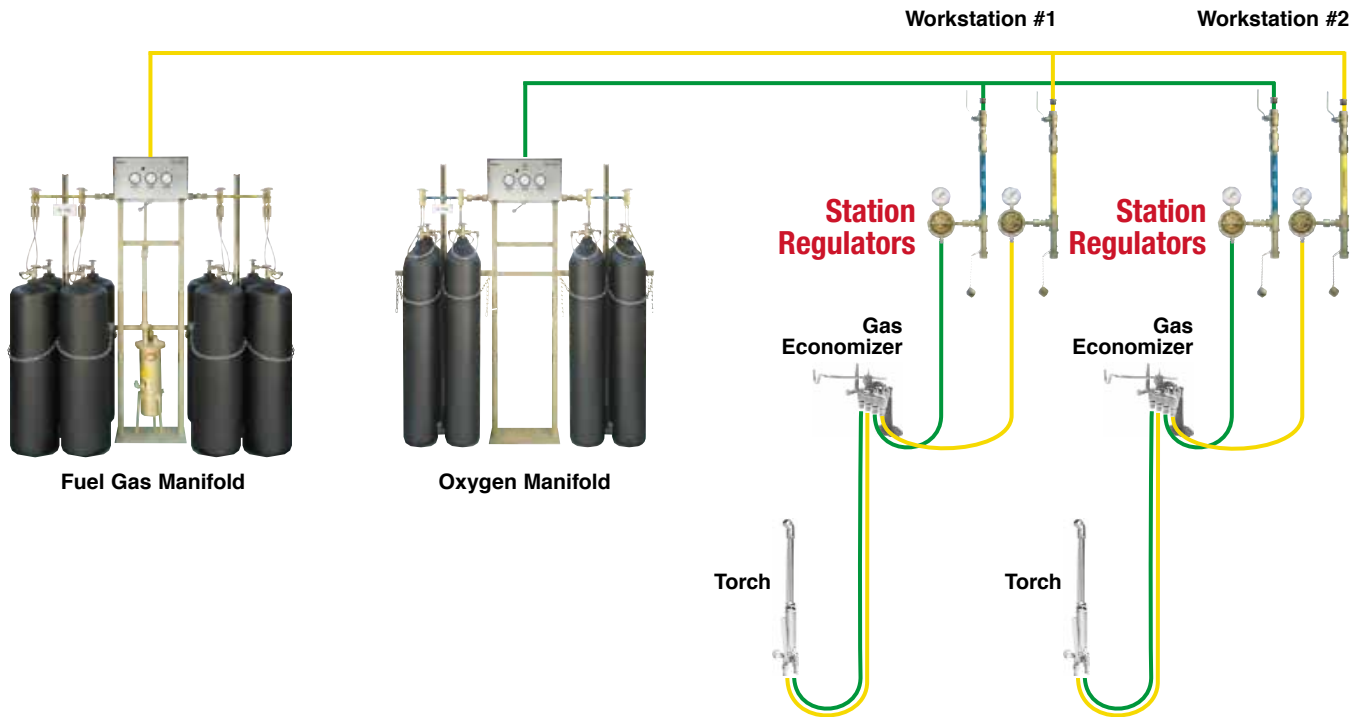 Workstation #1
Workstation #2
Station
Regulators
Station
Regulators
Gas
Economizer
Gas
Economizer
Fuel Gas Manifold
Oxygen Manifold
Torch
Torch